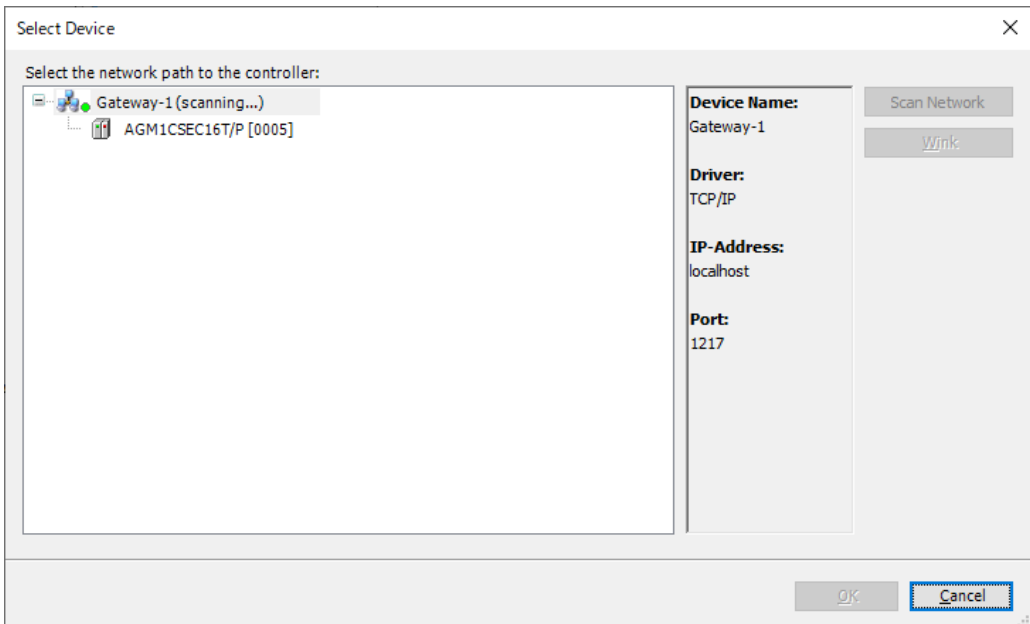 Select Device
Select the network path to the controller:
Gateway-1 (scanning...)
AGM1CSEC16T/P [0005]
Device Name:
Gateway-1
Driver:
TCP/IP
IP-Address:
localhost
Port:
1217
Scan Network
Wink
OK
Cancel